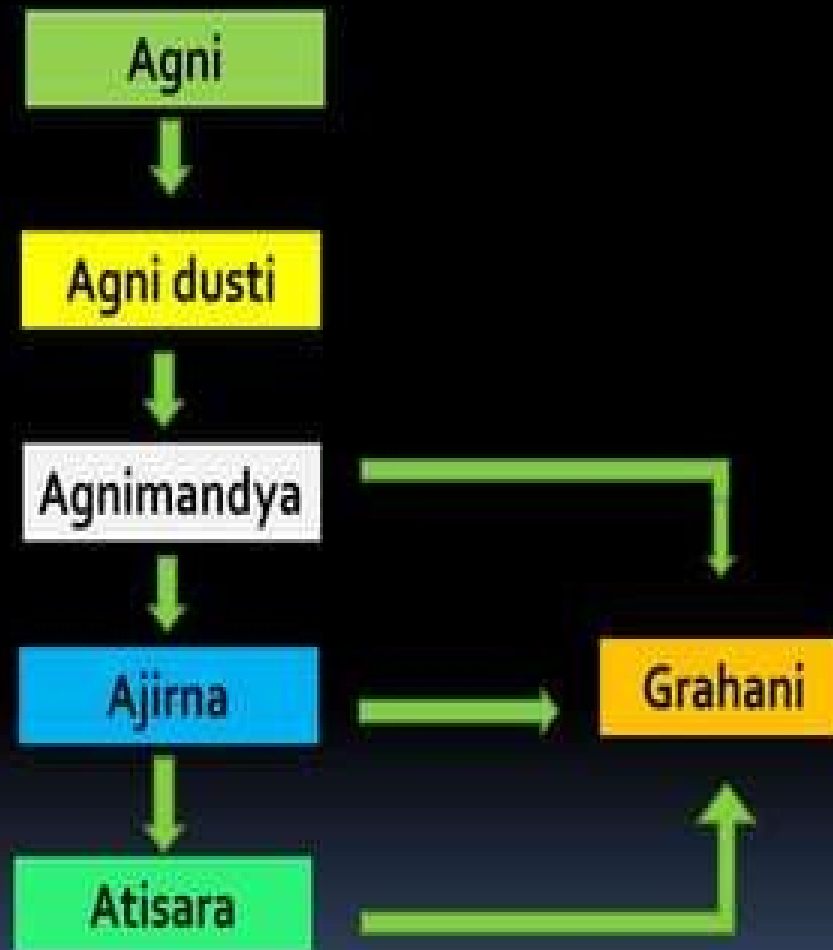 Agni
Agni dusti
Agnimandya
Ajirna
Grahani
Atisara